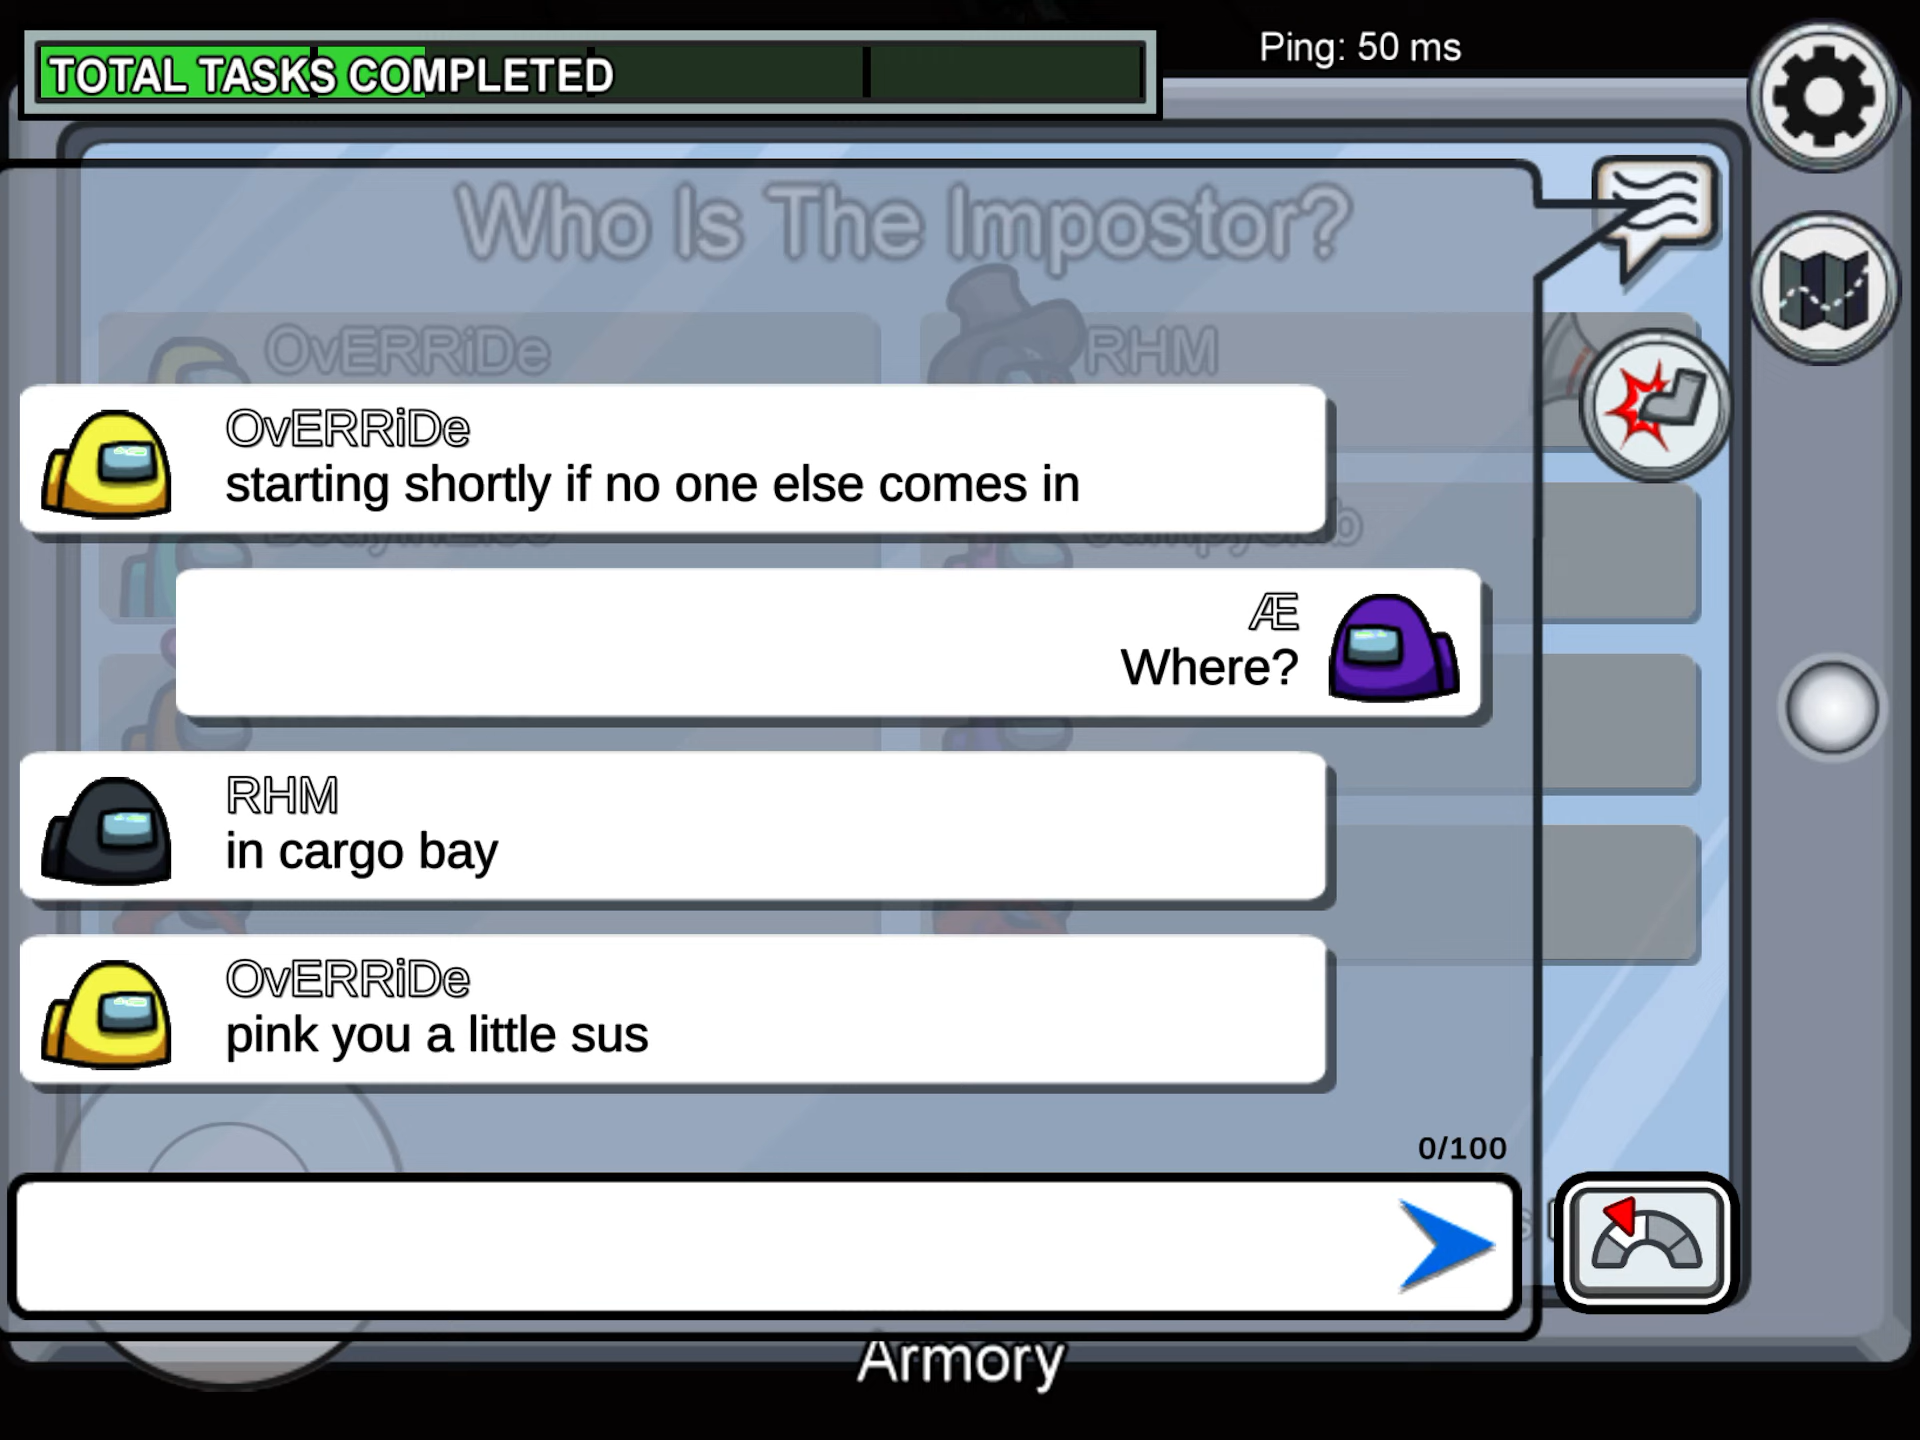 TOTAL TASKS COMPLETED
Ping: 50 ms
Who Is The Impostor?
OvERRiDe
RHM
OvERRiDe
starting shortly if no one else comes in
Æ
Where?
RHM
in cargo bay
OvERRiDe
pink you a little sus
0/100
Armory